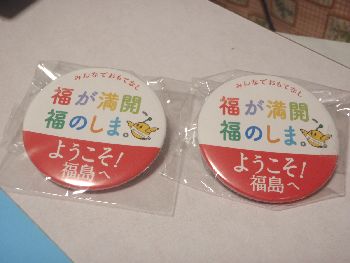 みんなでおもてなし
福が満開、
福のしま。
ようこそ!
福島へ
みんなでおもてなし
福が満開、
福のしま。
ようこそ!
福島へ